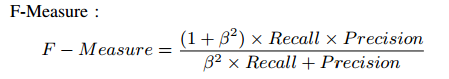 F-Measure :
F − Measure = (1 + β²) × Recall × Precision / β² × Recall + Precision